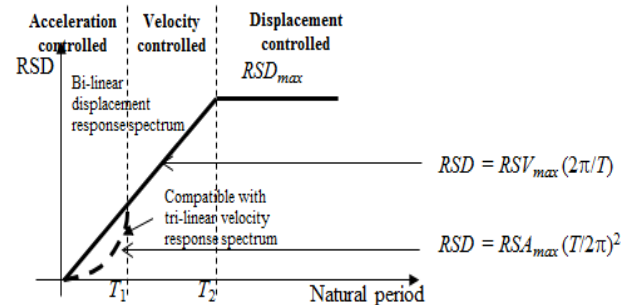 Acceleration
controlled
Velocity
controlled
Displacement
controlled
RSD
RSDmax
Bi-linear
displacement
response spectrum
RSD = RSVmax(2π/T)
Compatible with
tri-linear velocity
response spectrum
RSD = RSAmax(T/2π)²
T₁
T₂
Natural period